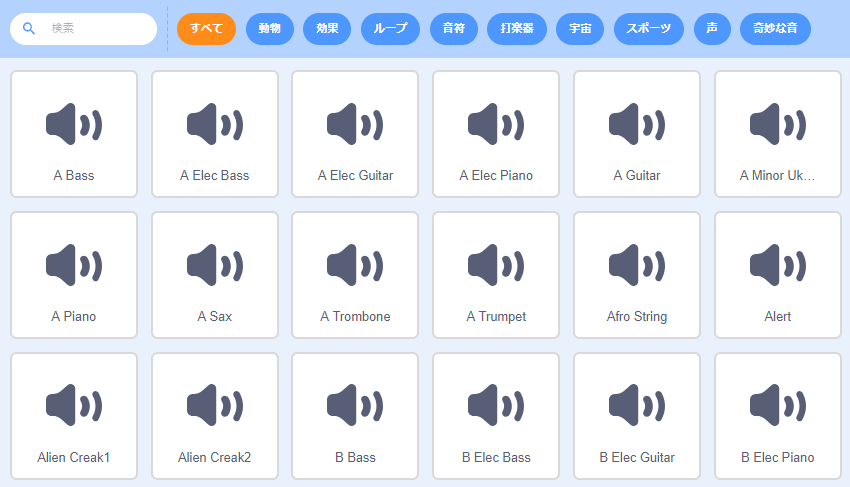 検索
すべて
動物
効果
ループ
音符
打楽器
宇宙
スポーツ
声
奇妙な音
A Bass
A Elec Bass
A Elec Guitar
A Elec Piano
A Guitar
A Minor Uk...
A Piano
A Sax
A Trombone
A Trumpet
Afro String
Alert
Alien Creak1
Alien Creak2
B Bass
B Elec Bass
B Elec Guitar
B Elec Piano